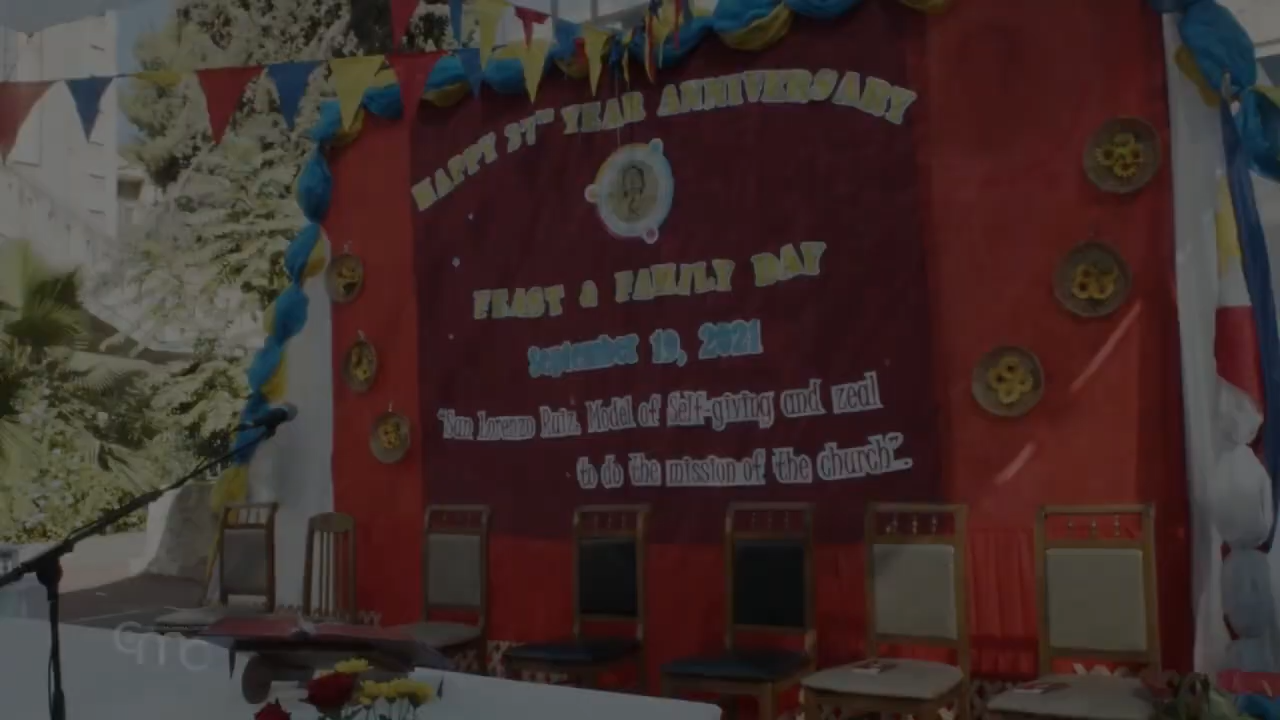 HAPPY 37TH YEAR ANNIVERSARY
FEAST & FAMILY DAY
September 19, 2021
"San Lorenzo Ruiz, Model of Self-giving and zeal
to do the mission of the church".